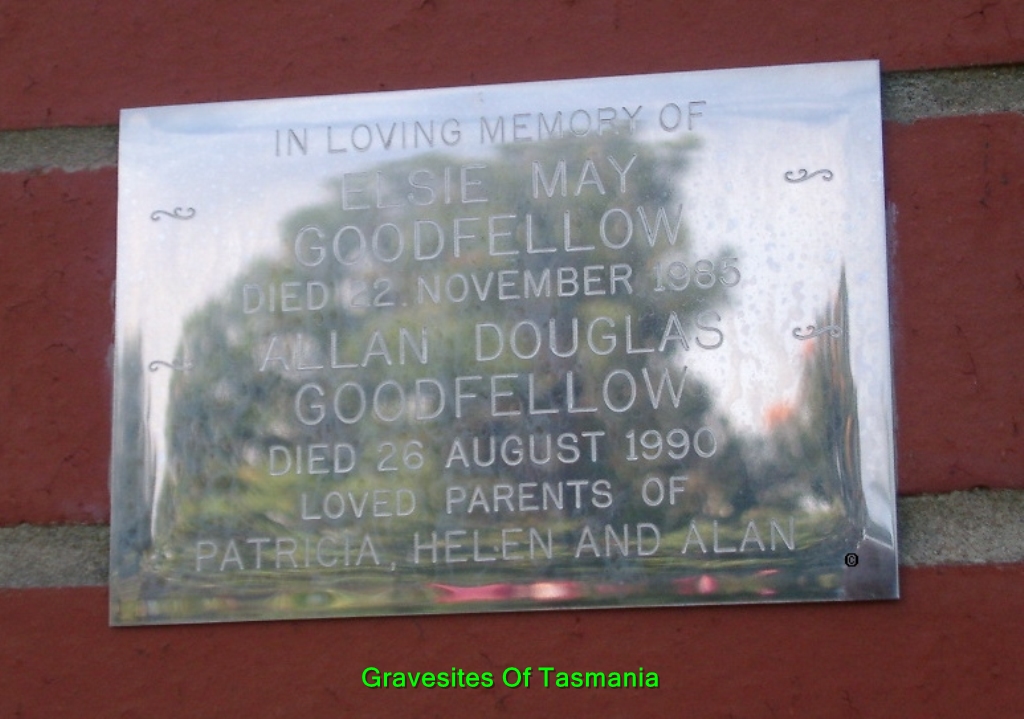 IN LOVING MEMORY OF
ELSIE MAY
GOODFELLOW
DIED 22. NOVEMBER 1985
ALLAN DOUGLAS
GOODFELLOW
DIED 26 AUGUST 1990
LOVED PARENTS OF
PATRICIA, HELEN AND ALAN
©
Gravesites Of Tasmania